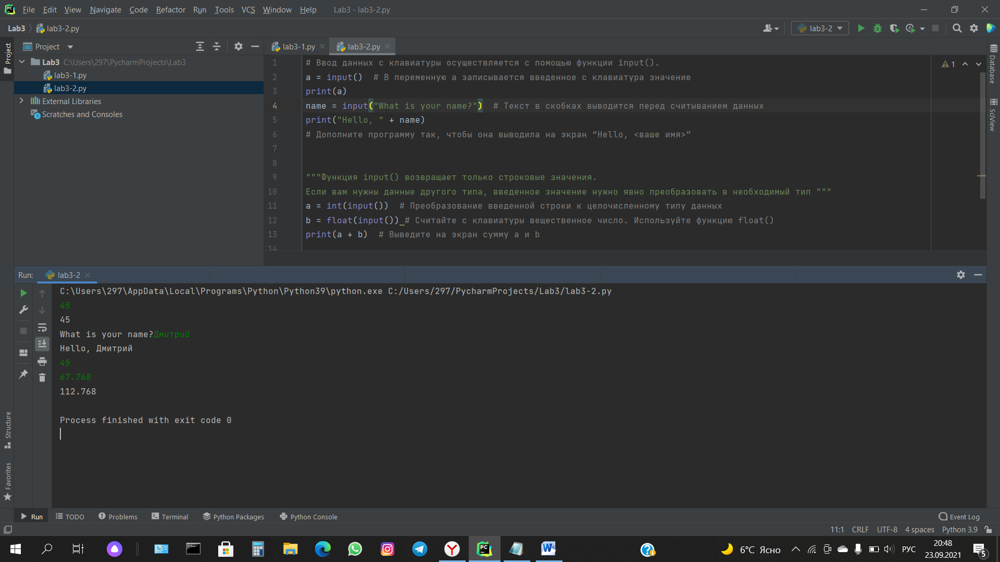 File Edit View Navigate Code Refactor Run Tools VCS Window Help Lab3 - lab3-2.py
Lab3 lab3-2.py lab3-2
Project
Project
lab3-1.py lab3-2.py
Lab3 C:\Users\297\PycharmProjects\Lab3
lab3-1.py
lab3-2.py
External Libraries
Scratches and Consoles
1 # Ввод данных с клавиатуры осуществляется с помощью функции input().
2 a = input()  # В переменную a записывается введенное с клавиатура значение
3 print(a)
4 name = input("What is your name?")  # Текст в скобках выводится перед считыванием данных
5 print("Hello, " + name)
6 # Дополните программу так, чтобы она выводила на экран “Hello, <ваше имя>”
7
8
9 """Функция input() возвращает только строковые значения.
10 Если вам нужны данные другого типа, введенное значение нужно явно преобразовать в необходимый тип """
11 a = int(input())  # Преобразование введенной строки к целочисленному типу данных
12 b = float(input()) # Считайте с клавиатуры вещественное число. Используйте функцию float()
13 print(a + b)  # Выведите на экран сумму a и b
14
1
Database
SciView
Run: lab3-2
C:\Users\297\AppData\Local\Programs\Python\Python39\python.exe C:/Users/297/PycharmProjects/Lab3/lab3-2.py
45
45
What is your name?Дмитрий
Hello, Дмитрий
45
67.768
112.768
Process finished with exit code 0
Structure
Favorites
Run TODO Problems Terminal Python Packages Python Console Event Log
11:1 CRLF UTF-8 4 spaces Python 3.9
6°C Ясно РУС 20:48
23.09.2021
5